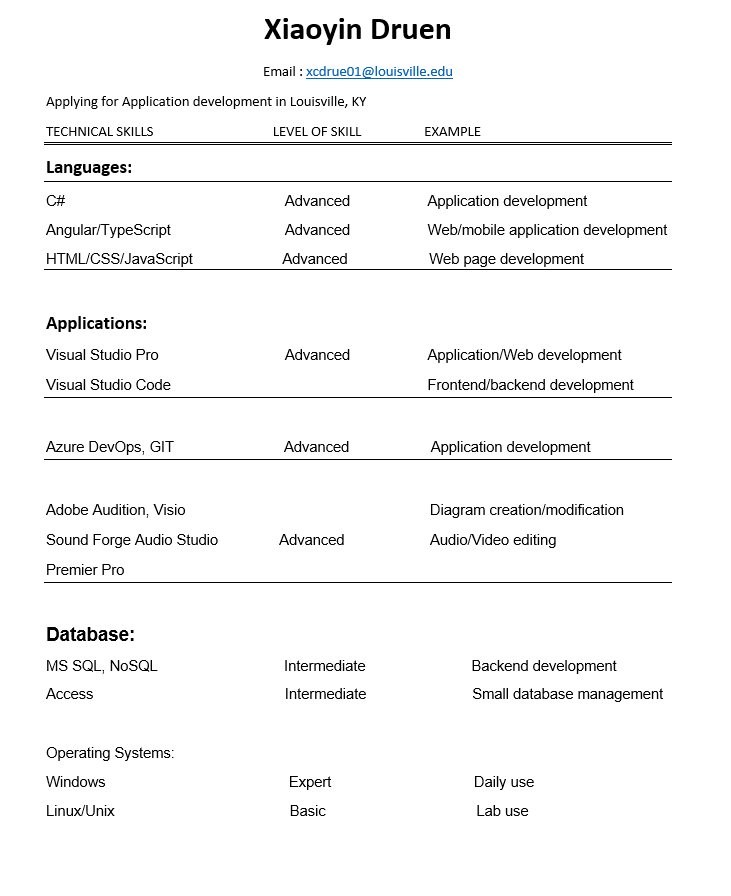 Xiaoyin Druen
Email : xcdrue01@louisville.edu
Applying for Application development in Louisville, KY
TECHNICAL SKILLS LEVEL OF SKILL EXAMPLE
Languages:
C# Advanced Application development
Angular/TypeScript Advanced Web/mobile application development
HTML/CSS/JavaScript Advanced Web page development
Applications:
Visual Studio Pro Advanced Application/Web development
Visual Studio Code Frontend/backend development
Azure DevOps, GIT Advanced Application development
Adobe Audition, Visio Diagram creation/modification
Sound Forge Audio Studio Advanced Audio/Video editing
Premier Pro
Database:
MS SQL, NoSQL Intermediate Backend development
Access Intermediate Small database management
Operating Systems:
Windows Expert Daily use
Linux/Unix Basic Lab use